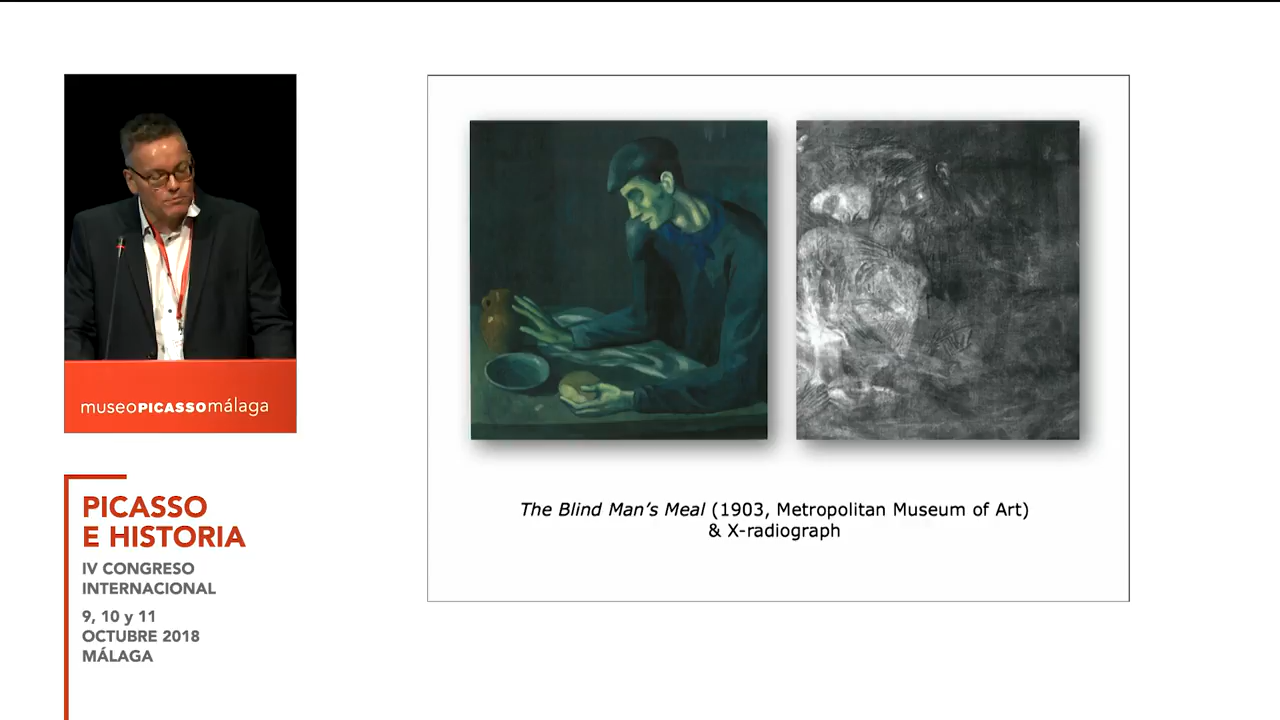 museoPICASSOmálaga
PICASSO
E HISTORIA
IV CONGRESO
INTERNACIONAL
9, 10 y 11
OCTUBRE 2018
MÁLAGA
The Blind Man's Meal (1903, Metropolitan Museum of Art)
& X-radiograph